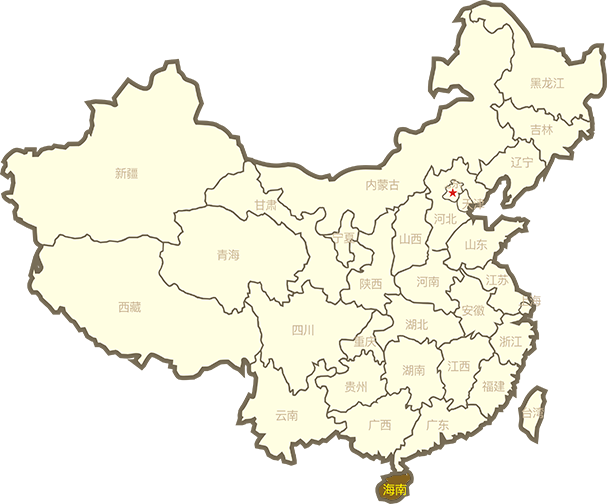 黑龙江
吉林
辽宁
新疆
内蒙古
甘肃
天津
宁夏
河北
山西
山东
青海
陕西
河南
江苏
上海
西藏
安徽
四川
湖北
重庆
浙江
湖南
江西
贵州
福建
云南
台湾
广西
广东
海南